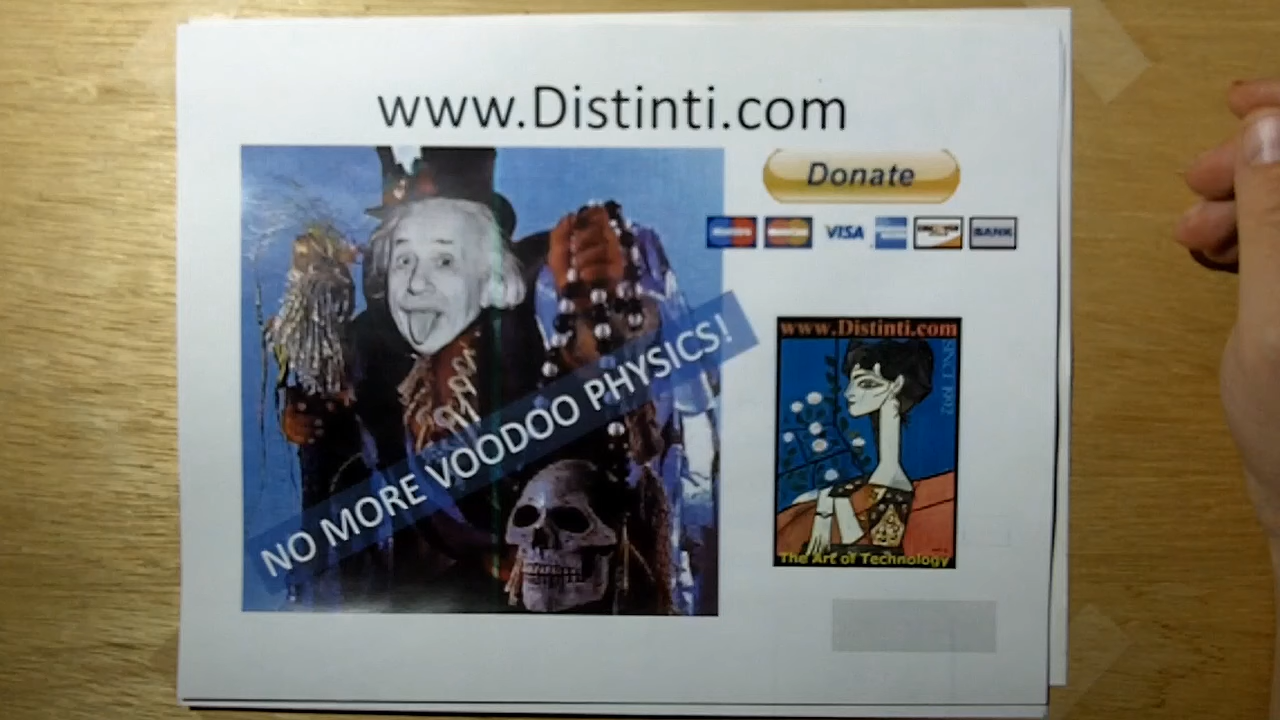 www.Distinti.com
Donate
VISA
BANK
NO MORE VOODOO PHYSICS!
www.Distinti.com
SINCE 1992
The Art of Technology